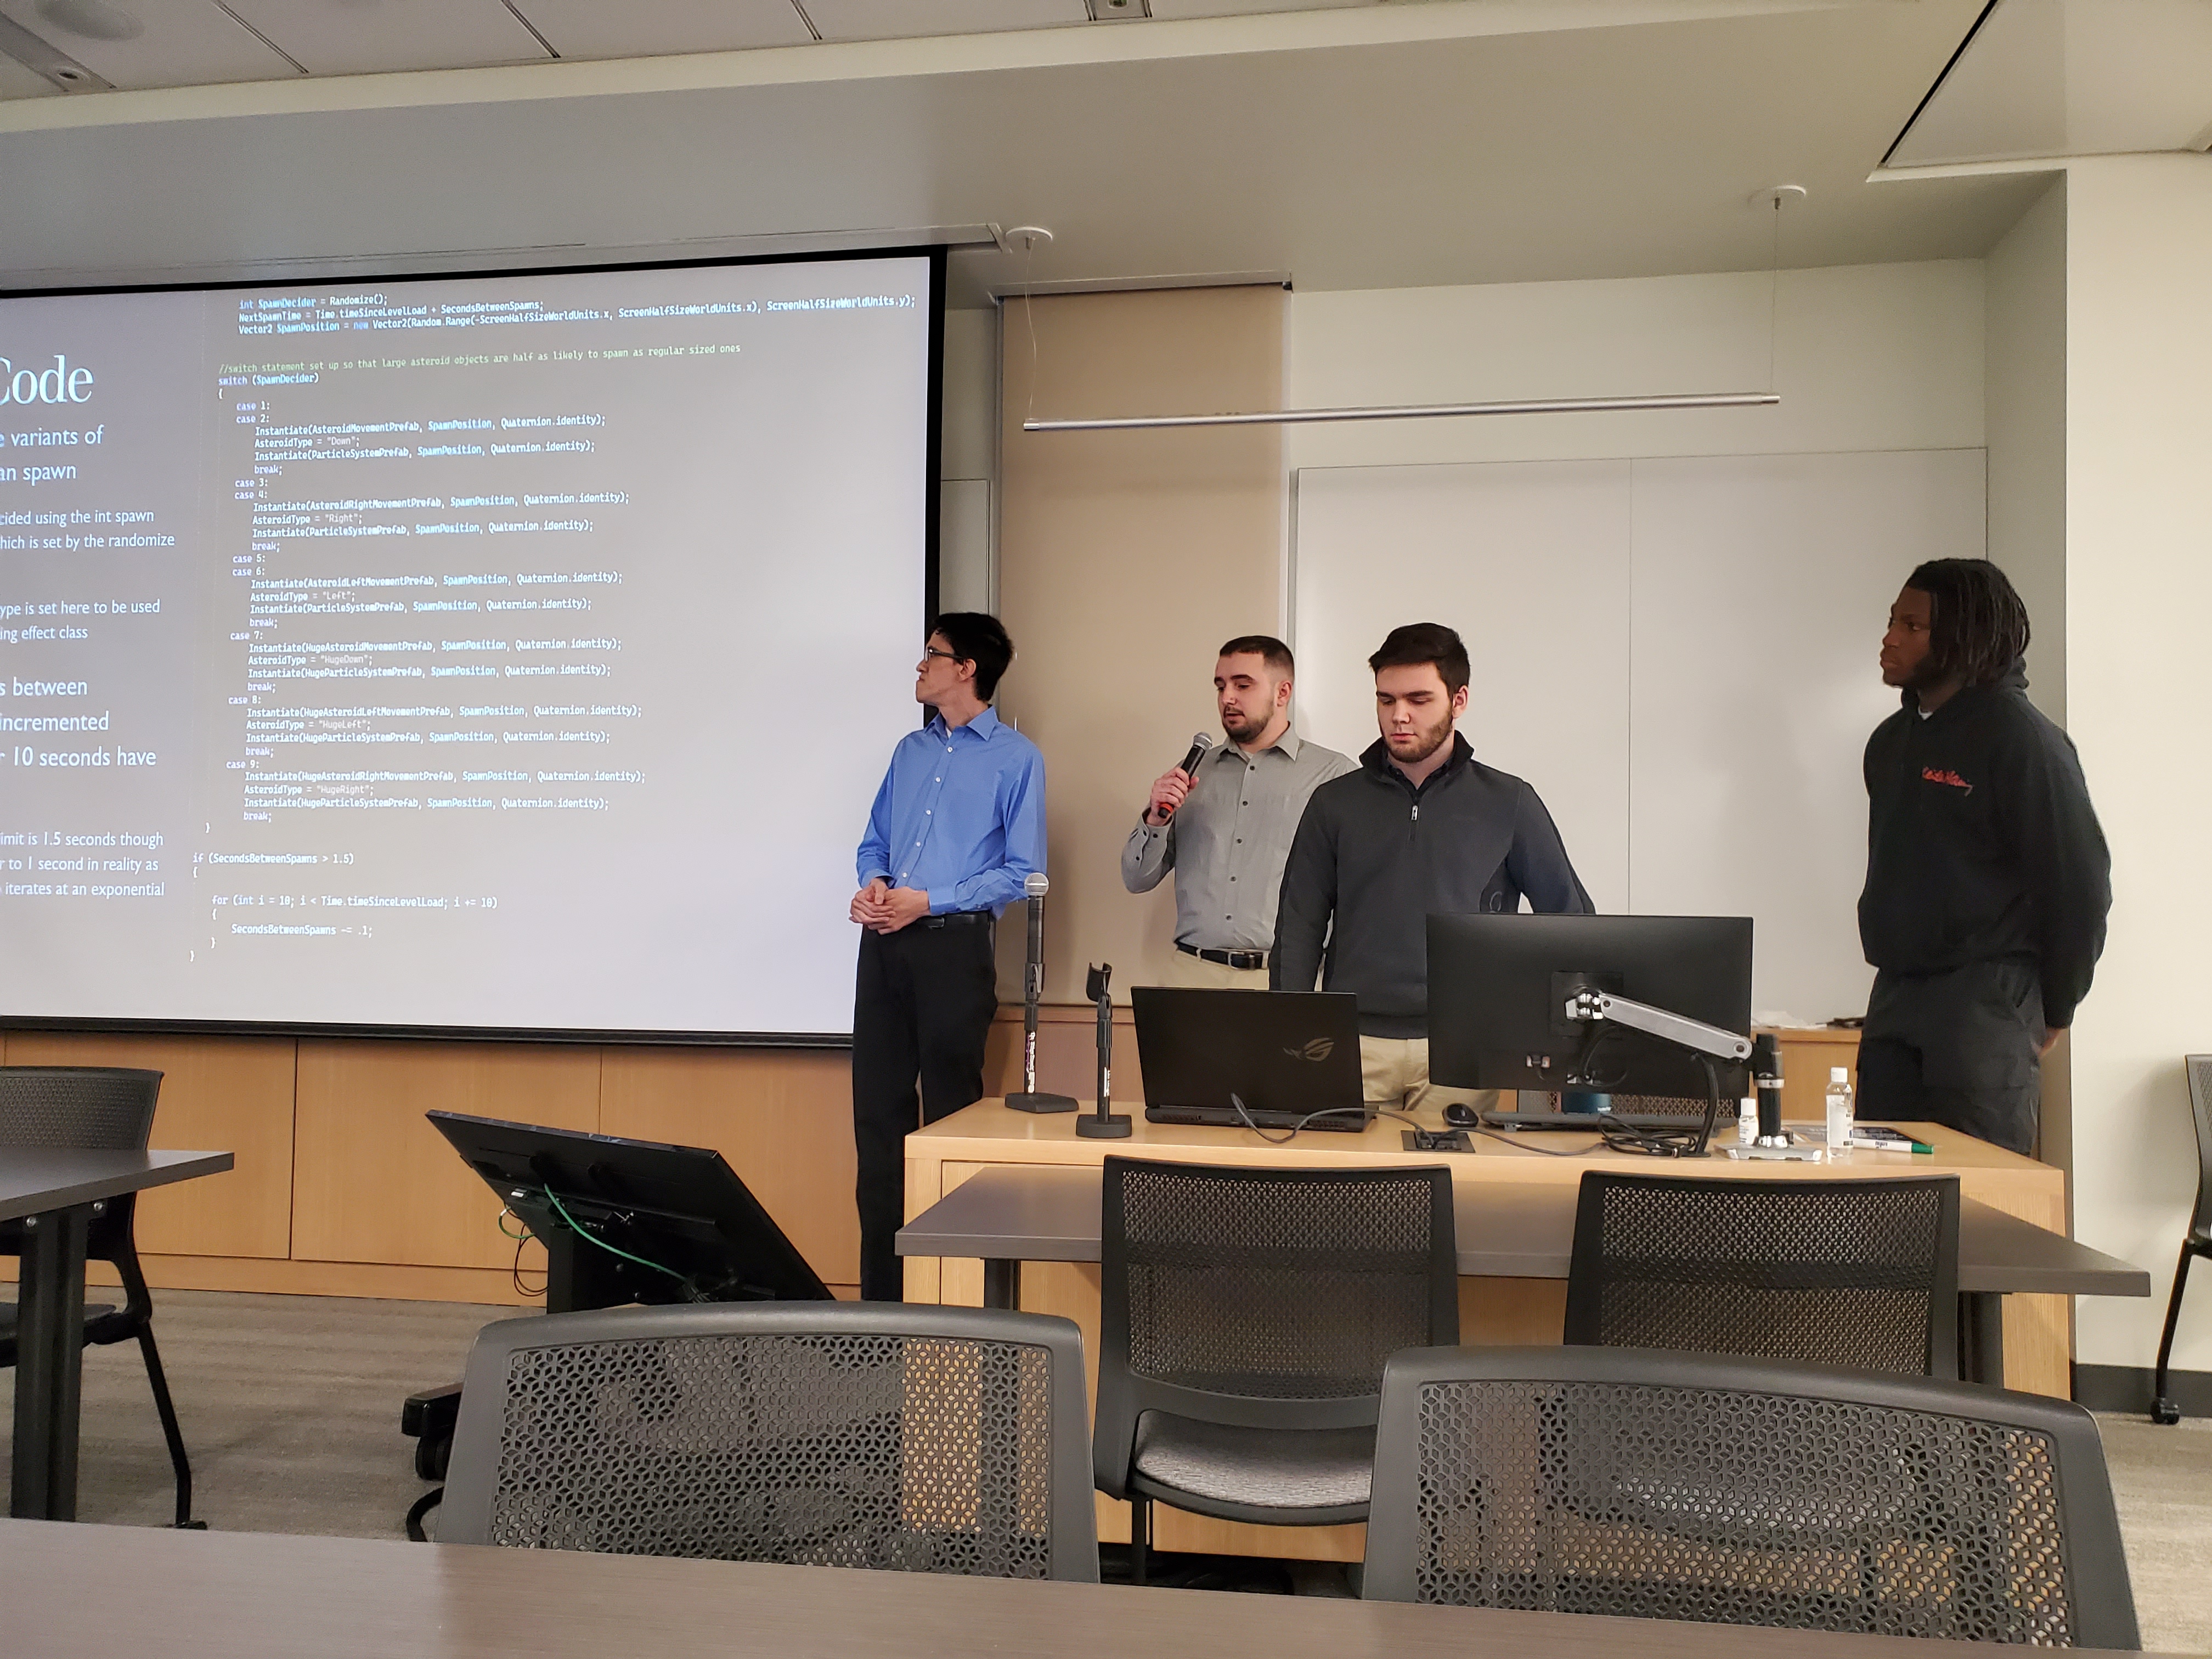 Code
variants of
an spawn
cided using the int spawn
hich is set by the randomize
ype is set here to be used
ing effect class
s between
incremented
r 10 seconds have
imit is 1.5 seconds though
r to 1 second in reality as
iterates at an exponential
int SpawnDecider = Randomize();
NextSpawnTime = Time.timeSinceLevelLoad + SecondsBetweenSpawns;
Vector2 SpawnPosition = new Vector2(Random.Range(-ScreenHalfSizeWorldUnits.x, ScreenHalfSizeWorldUnits.x), ScreenHalfSizeWorldUnits.y);
//switch statement set up so that large asteroid objects are half as likely to spawn as regular sized ones
switch (SpawnDecider)
{
case 1:
case 2:
Instantiate(AsteroidMovementPrefab, SpawnPosition, Quaternion.identity);
AsteroidType = "Down";
Instantiate(ParticleSystemPrefab, SpawnPosition, Quaternion.identity);
break;
case 3:
case 4:
Instantiate(AsteroidRightMovementPrefab, SpawnPosition, Quaternion.identity);
AsteroidType = "Right";
Instantiate(ParticleSystemPrefab, SpawnPosition, Quaternion.identity);
break;
case 5:
case 6:
Instantiate(AsteroidLeftMovementPrefab, SpawnPosition, Quaternion.identity);
AsteroidType = "Left";
Instantiate(ParticleSystemPrefab, SpawnPosition, Quaternion.identity);
break;
case 7:
Instantiate(HugeAsteroidMovementPrefab, SpawnPosition, Quaternion.identity);
AsteroidType = "HugeDown";
Instantiate(HugeParticleSystemPrefab, SpawnPosition, Quaternion.identity);
break;
case 8:
Instantiate(HugeAsteroidLeftMovementPrefab, SpawnPosition, Quaternion.identity);
AsteroidType = "HugeLeft";
Instantiate(HugeParticleSystemPrefab, SpawnPosition, Quaternion.identity);
break;
case 9:
Instantiate(HugeAsteroidRightMovementPrefab, SpawnPosition, Quaternion.identity);
AsteroidType = "HugeRight";
Instantiate(HugeParticleSystemPrefab, SpawnPosition, Quaternion.identity);
break;
}
if (SecondsBetweenSpawns > 1.5)
{
for (int i = 10; i < Time.timeSinceLevelLoad; i += 10)
{
SecondsBetweenSpawns -= .1;
}
}